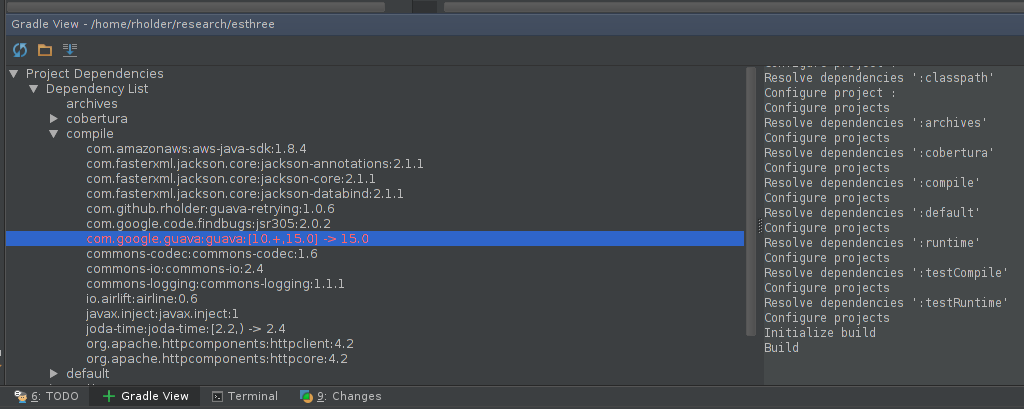 Gradle View - /home/rholder/research/esthree
Project Dependencies
Dependency List
archives
cobertura
compile
com.amazonaws:aws-java-sdk:1.8.4
com.fasterxml.jackson.core:jackson-annotations:2.1.1
com.fasterxml.jackson.core:jackson-core:2.1.1
com.fasterxml.jackson.core:jackson-databind:2.1.1
com.github.rholder:guava-retrying:1.0.6
com.google.code.findbugs:jsr305:2.0.2
com.google.guava:guava:[10.+,15.0] -> 15.0
commons-codec:commons-codec:1.6
commons-io:commons-io:2.4
commons-logging:commons-logging:1.1.1
io.airlift:airline:0.6
javax.inject:javax.inject:1
joda-time:joda-time:[2.2,) -> 2.4
org.apache.httpcomponents:httpclient:4.2
org.apache.httpcomponents:httpcore:4.2
default
Configure project :
Resolve dependencies ':classpath'
Configure project :
Configure projects
Resolve dependencies ':archives'
Configure projects
Resolve dependencies ':cobertura'
Configure projects
Resolve dependencies ':compile'
Configure projects
Resolve dependencies ':default'
Configure projects
Resolve dependencies ':runtime'
Configure projects
Resolve dependencies ':testCompile'
Configure projects
Resolve dependencies ':testRuntime'
Configure projects
Initialize build
Build
6: TODO
Gradle View
Terminal
9: Changes